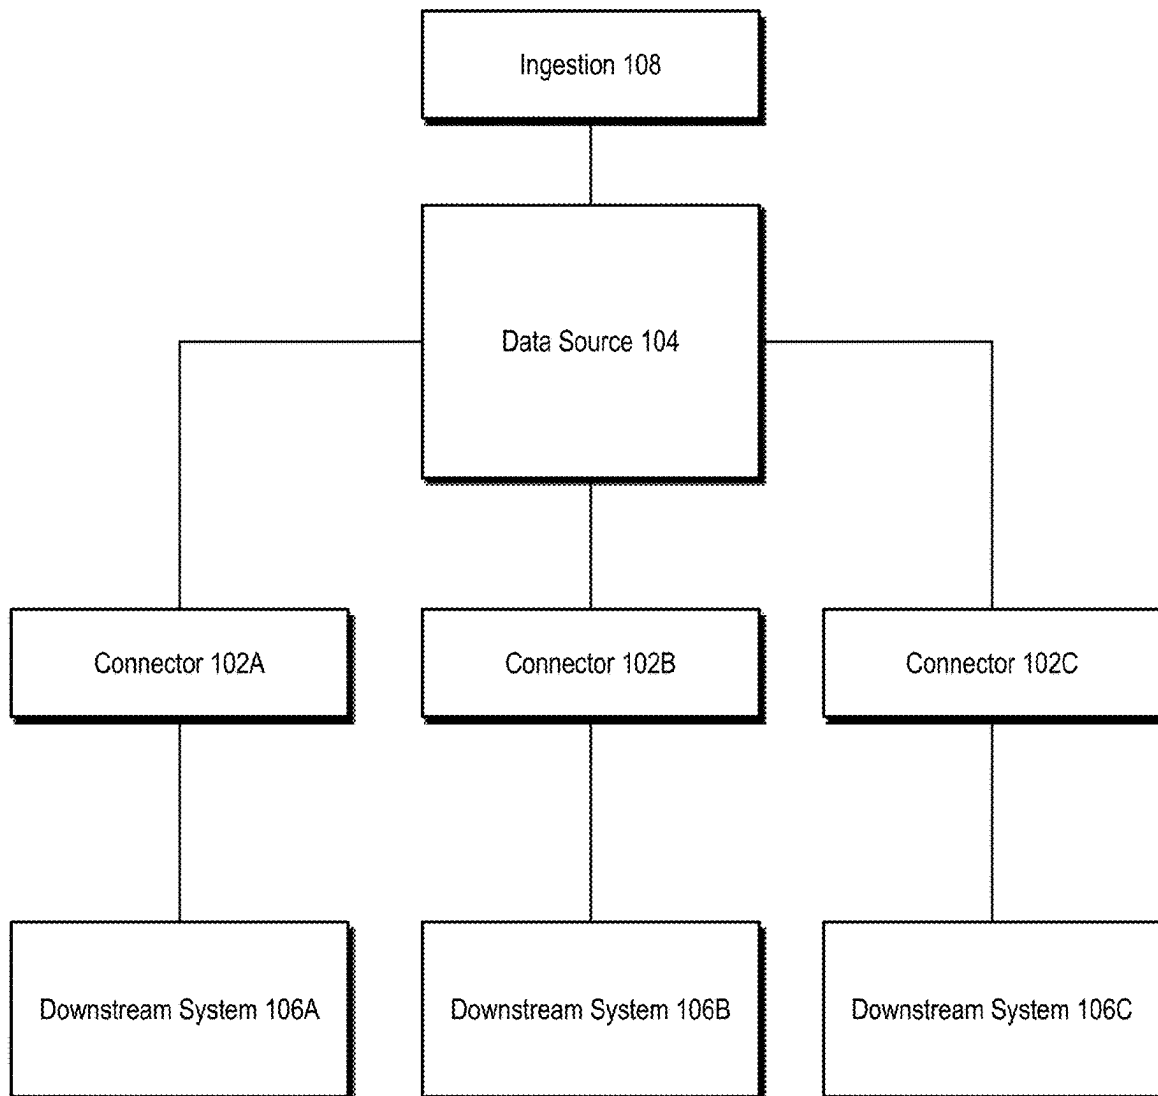 Ingestion 108
Data Source 104
Connector 102A
Connector 102B
Connector 102C
Downstream System 106A
Downstream System 106B
Downstream System 106C